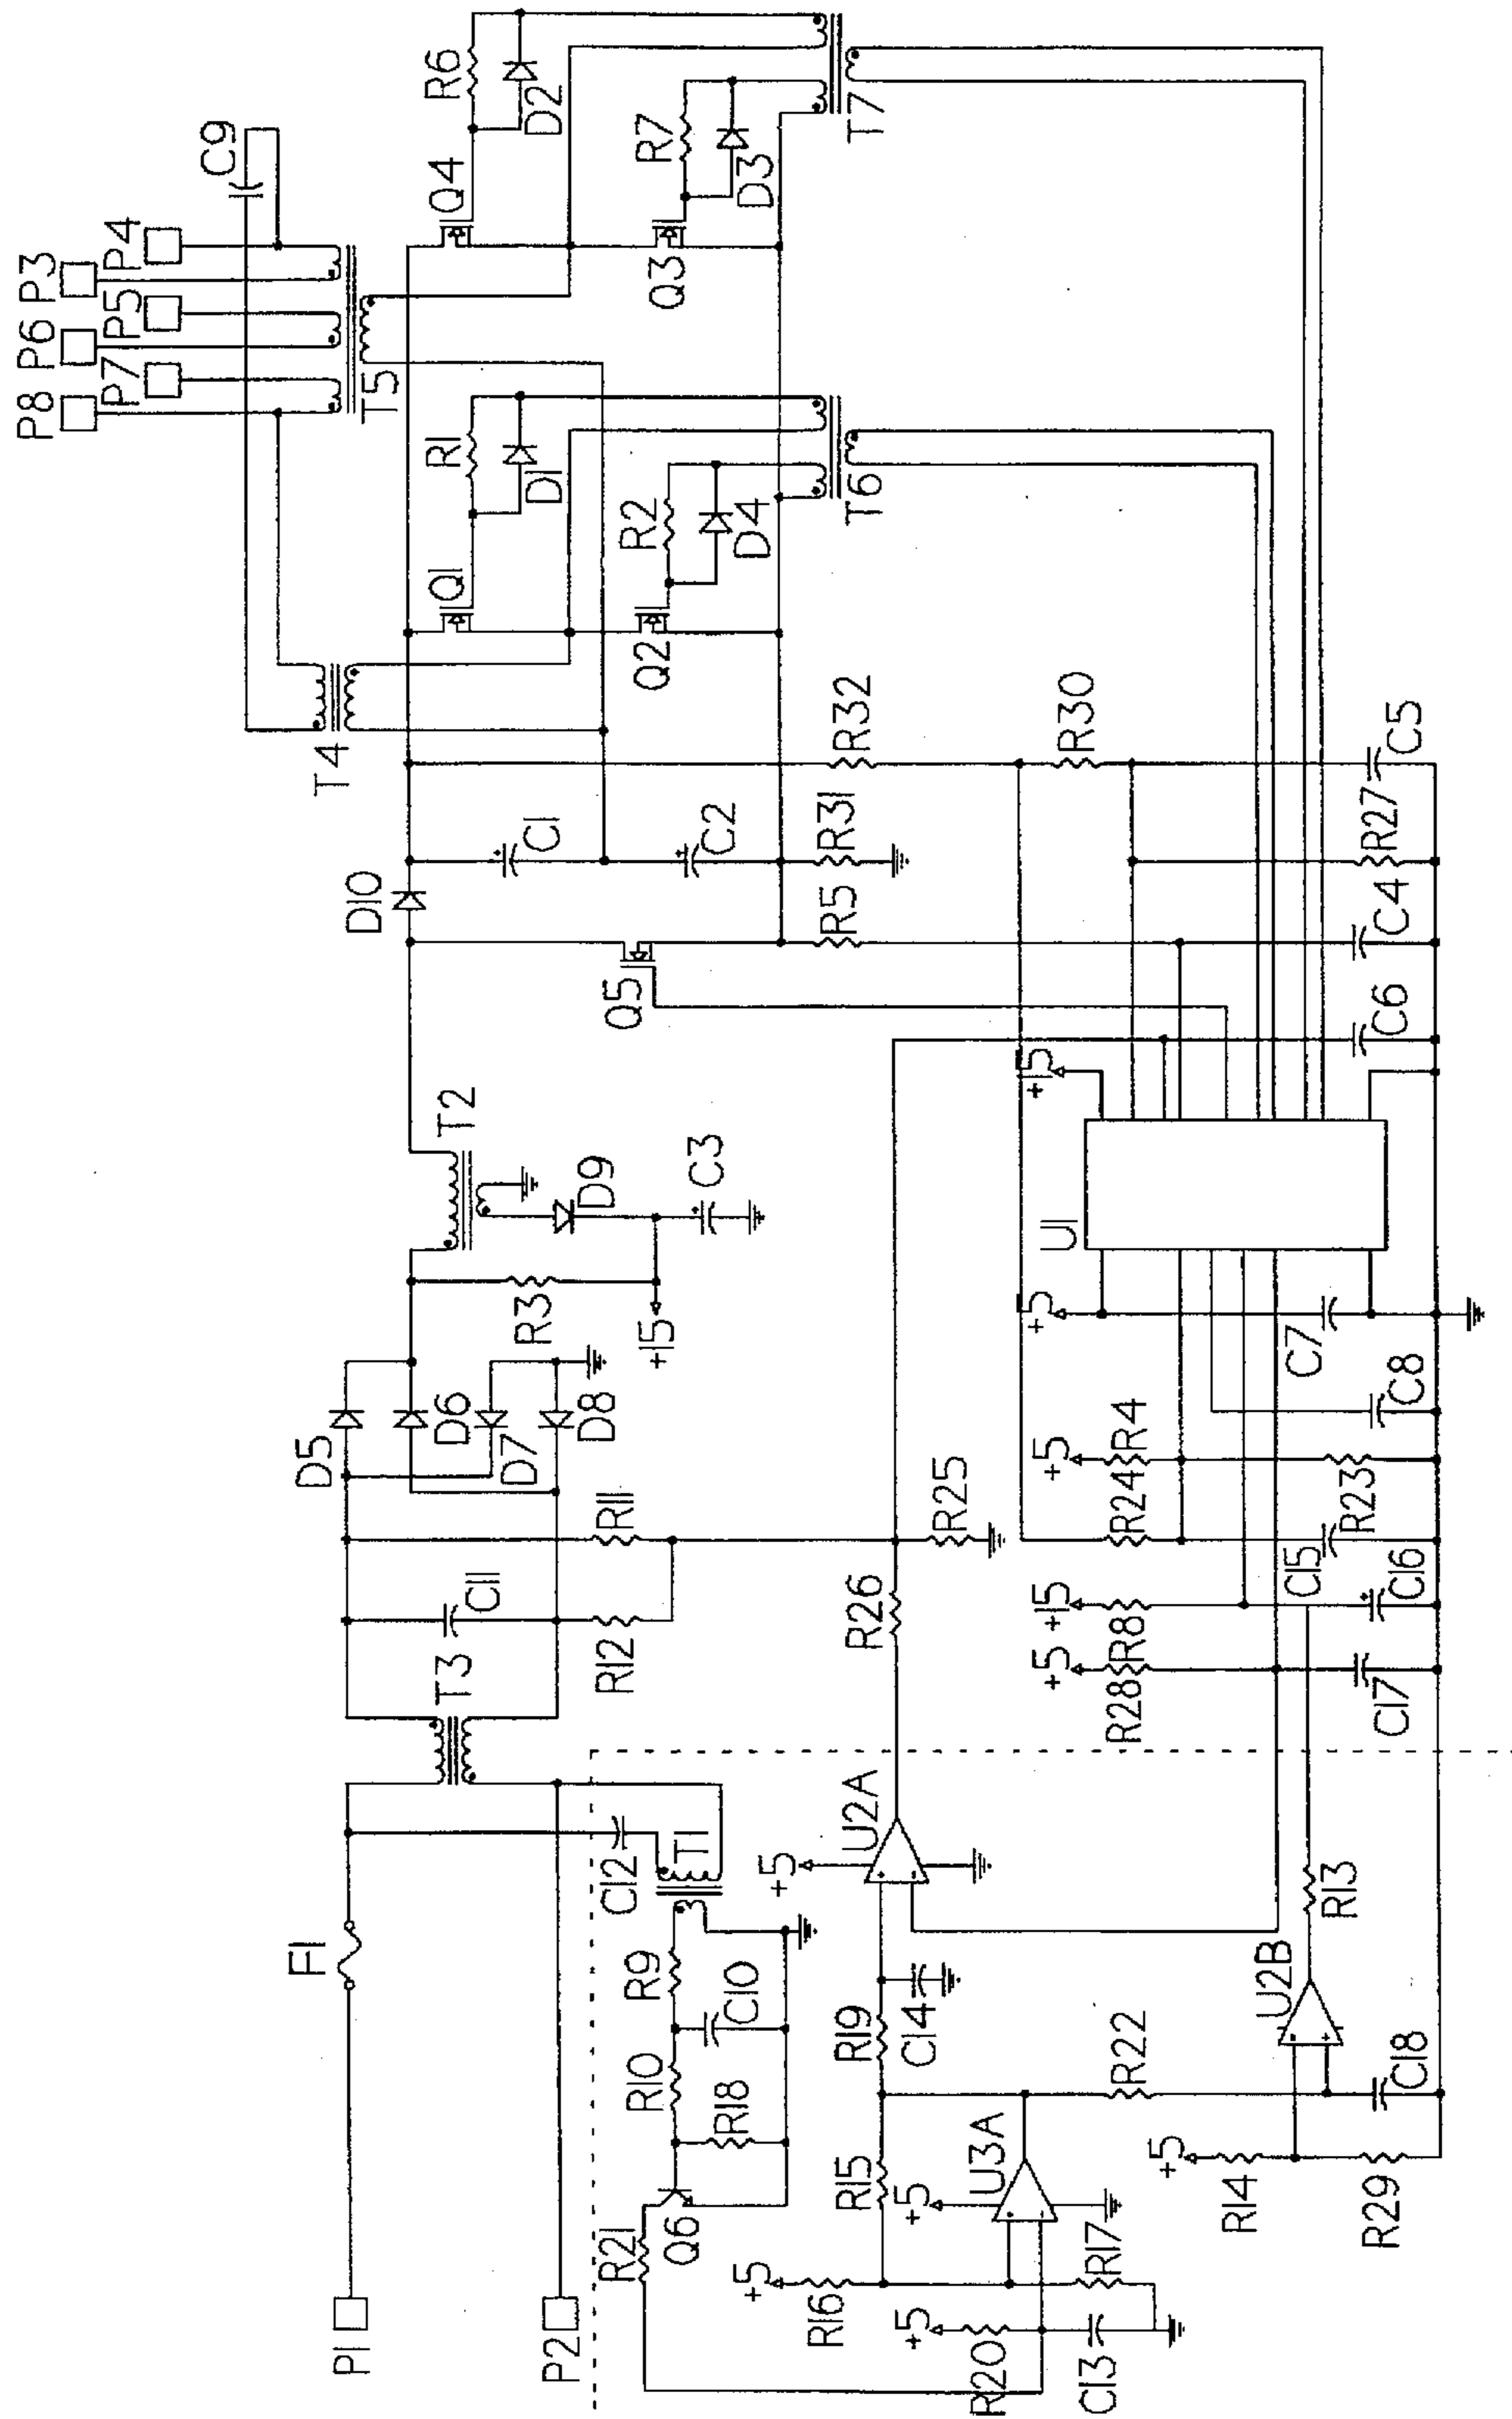 P8
P7
P6
P5
P3
P4
C9
T5
T4
R6
D2
Q4
R7
D3
Q3
T7
R1
D1
Q1
R2
D4
Q2
T6
R32
R30
C5
C1
C2
R31
R27
D10
R5
C4
Q5
C6
+15
T2
D9
C3
U1
R3
+15
+5
C7
D5
D6
D7
D8
C8
+5
R4
R24
R23
R11
R25
C15
C11
R12
R26
+15
R8
C16
T3
+5
R28
C17
F1
C12
T1
+5
U2A
R13
R9
C10
R19
C14
U2B
R10
R18
R22
C18
R15
U3A
+5
+5
R14
R29
R21
Q6
+5
R16
R17
+5
R20
C13
P1
P2